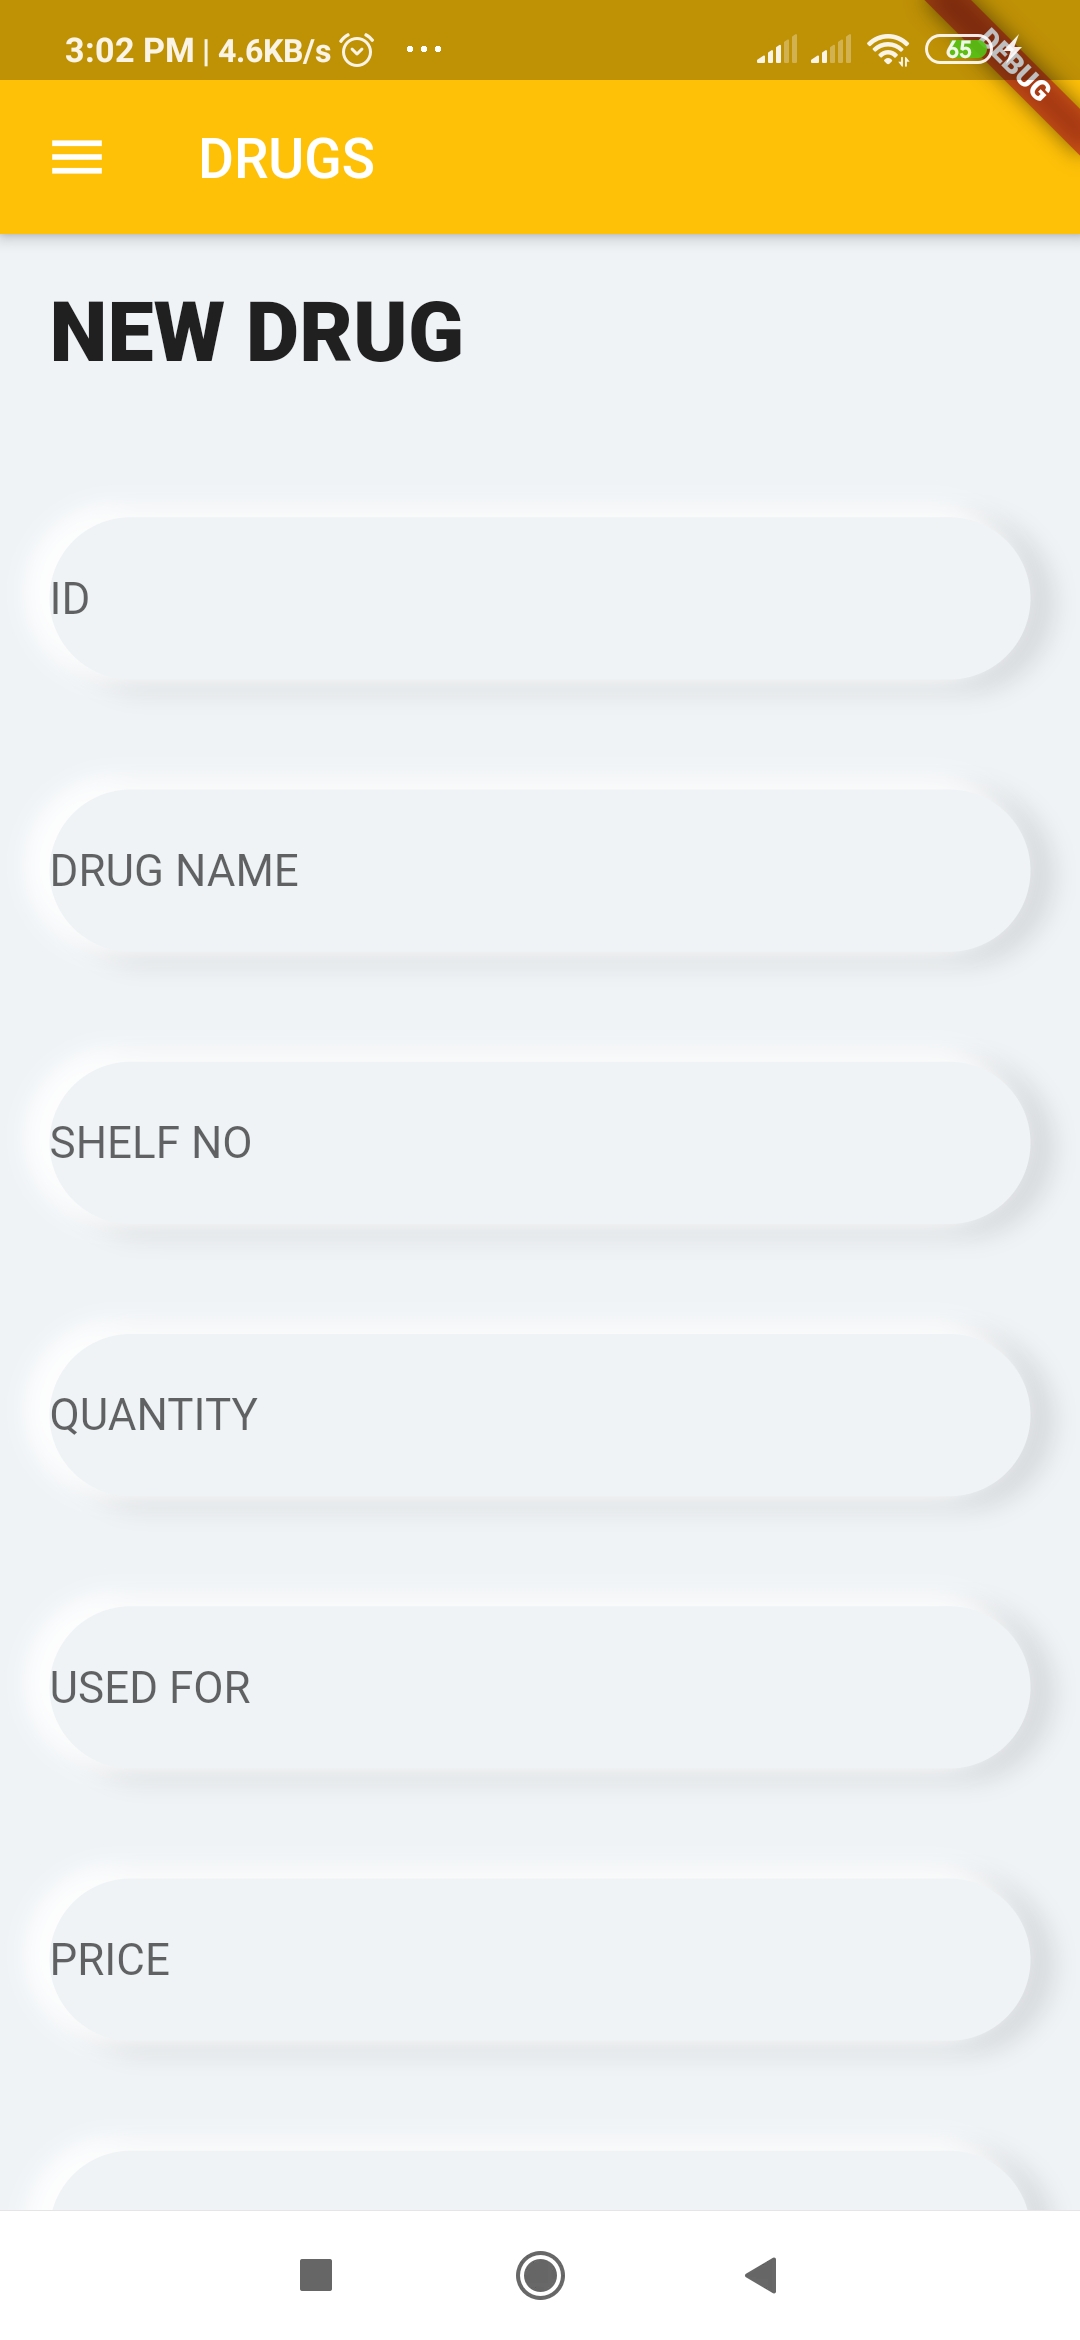 3:02 PM | 4.6KB/s ... 65
DEBUG
DRUGS
NEW DRUG
ID
DRUG NAME
SHELF NO
QUANTITY
USED FOR
PRICE